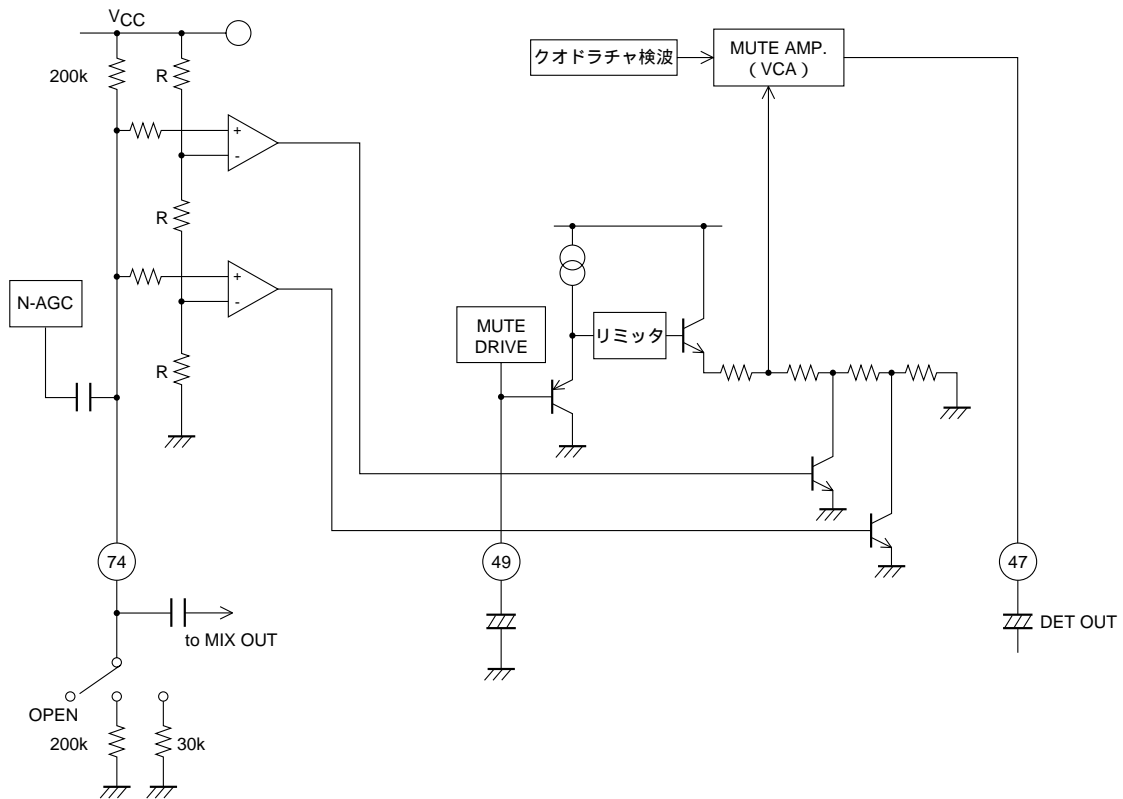 VCC
200k
R
クオドラチャ検波
MUTE AMP.
( VCA )
+
-
R
+
-
N-AGC
MUTE
DRIVE
リミッタ
R
74
49
47
to MIX OUT
DET OUT
OPEN
200k
30k